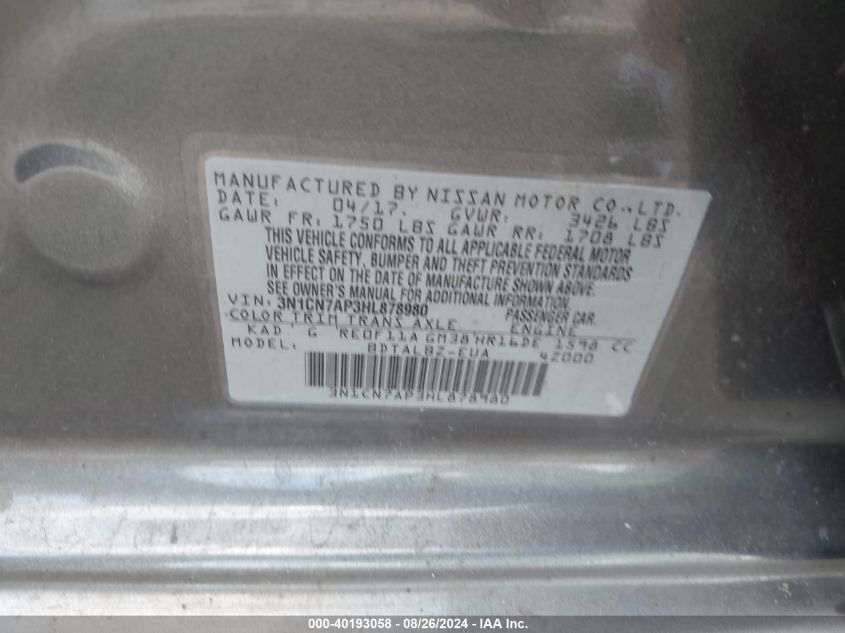 MANUFACTURED BY NISSAN MOTOR CO., LTD.
DATE: 04/17. GVWR: 3426 LBS
GAWR FR: 1750 LBS GAWR RR: 1708 LBS
THIS VEHICLE CONFORMS TO ALL APPLICABLE FEDERAL MOTOR
VEHICLE SAFETY, BUMPER AND THEFT PREVENTION STANDARDS
IN EFFECT ON THE DATE OF MANUFACTURE SHOWN ABOVE.
SEE OWNER'S MANUAL FOR ADDITIONAL INFORMATION.
VIN: 3N1CN7AP3HL878980 PASSENGER CAR.
COLOR TRIM TRANS AXLE ENGINE
KAD G RE0F11A GM38 HR16DE 1598 CC
MODEL: BDTALBZ-EUA 42000
3N1CN7AP3HL878980
000-40193058 - 08/26/2024 - IAA Inc.